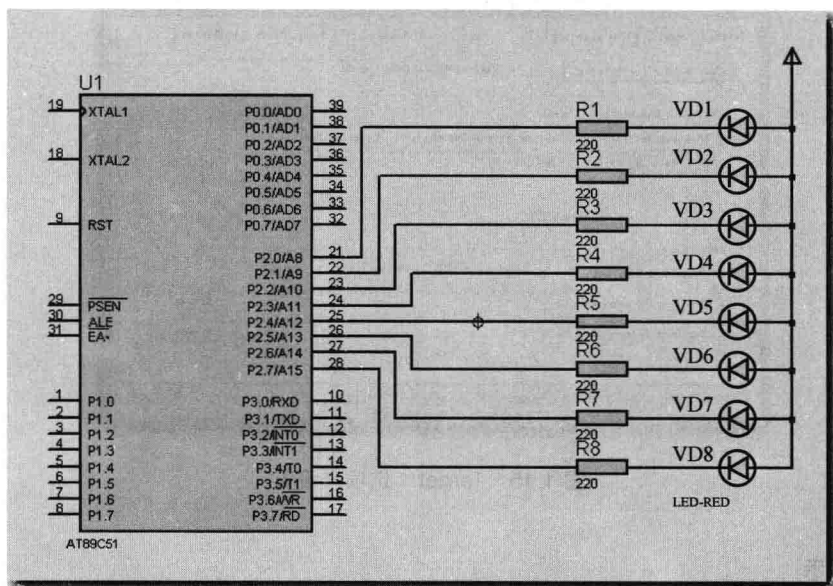 U1
19 XTAL1
18 XTAL2
9 RST
29 PSEN
30 ALE
31 EA
1 P1.0
2 P1.1
3 P1.2
4 P1.3
5 P1.4
6 P1.5
7 P1.6
8 P1.7
P0.0/AD0 39
P0.1/AD1 38
P0.2/AD2 37
P0.3/AD3 36
P0.4/AD4 35
P0.5/AD5 34
P0.6/AD6 33
P0.7/AD7 32
P2.0/A8 21
P2.1/A9 22
P2.2/A10 23
P2.3/A11 24
P2.4/A12 25
P2.5/A13 26
P2.6/A14 27
P2.7/A15 28
P3.0/RXD 10
P3.1/TXD 11
P3.2/INT0 12
P3.3/INT1 13
P3.4/T0 14
P3.5/T1 15
P3.6/WR 16
P3.7/RD 17
AT89C51
R1 VD1
220
R2 VD2
220
R3 VD3
220
R4 VD4
220
R5 VD5
220
R6 VD6
220
R7 VD7
220
R8 VD8
220
LED-RED